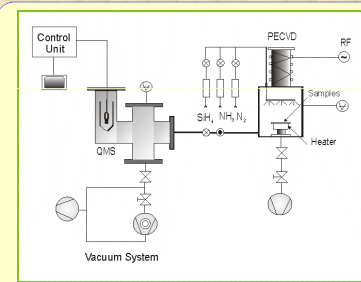 Control
Unit
PECVD
RF
QMS
SiH4 NH3 N2
Samples
Heater
Vacuum System